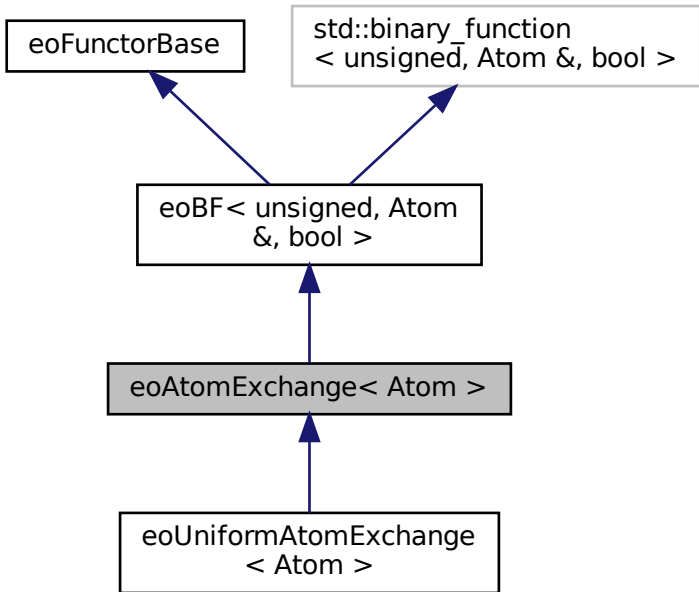 eoFunctorBase
std::binary_function
< unsigned, Atom &, bool >
eoBF< unsigned, Atom
&, bool >
eoAtomExchange< Atom >
eoUniformAtomExchange
< Atom >